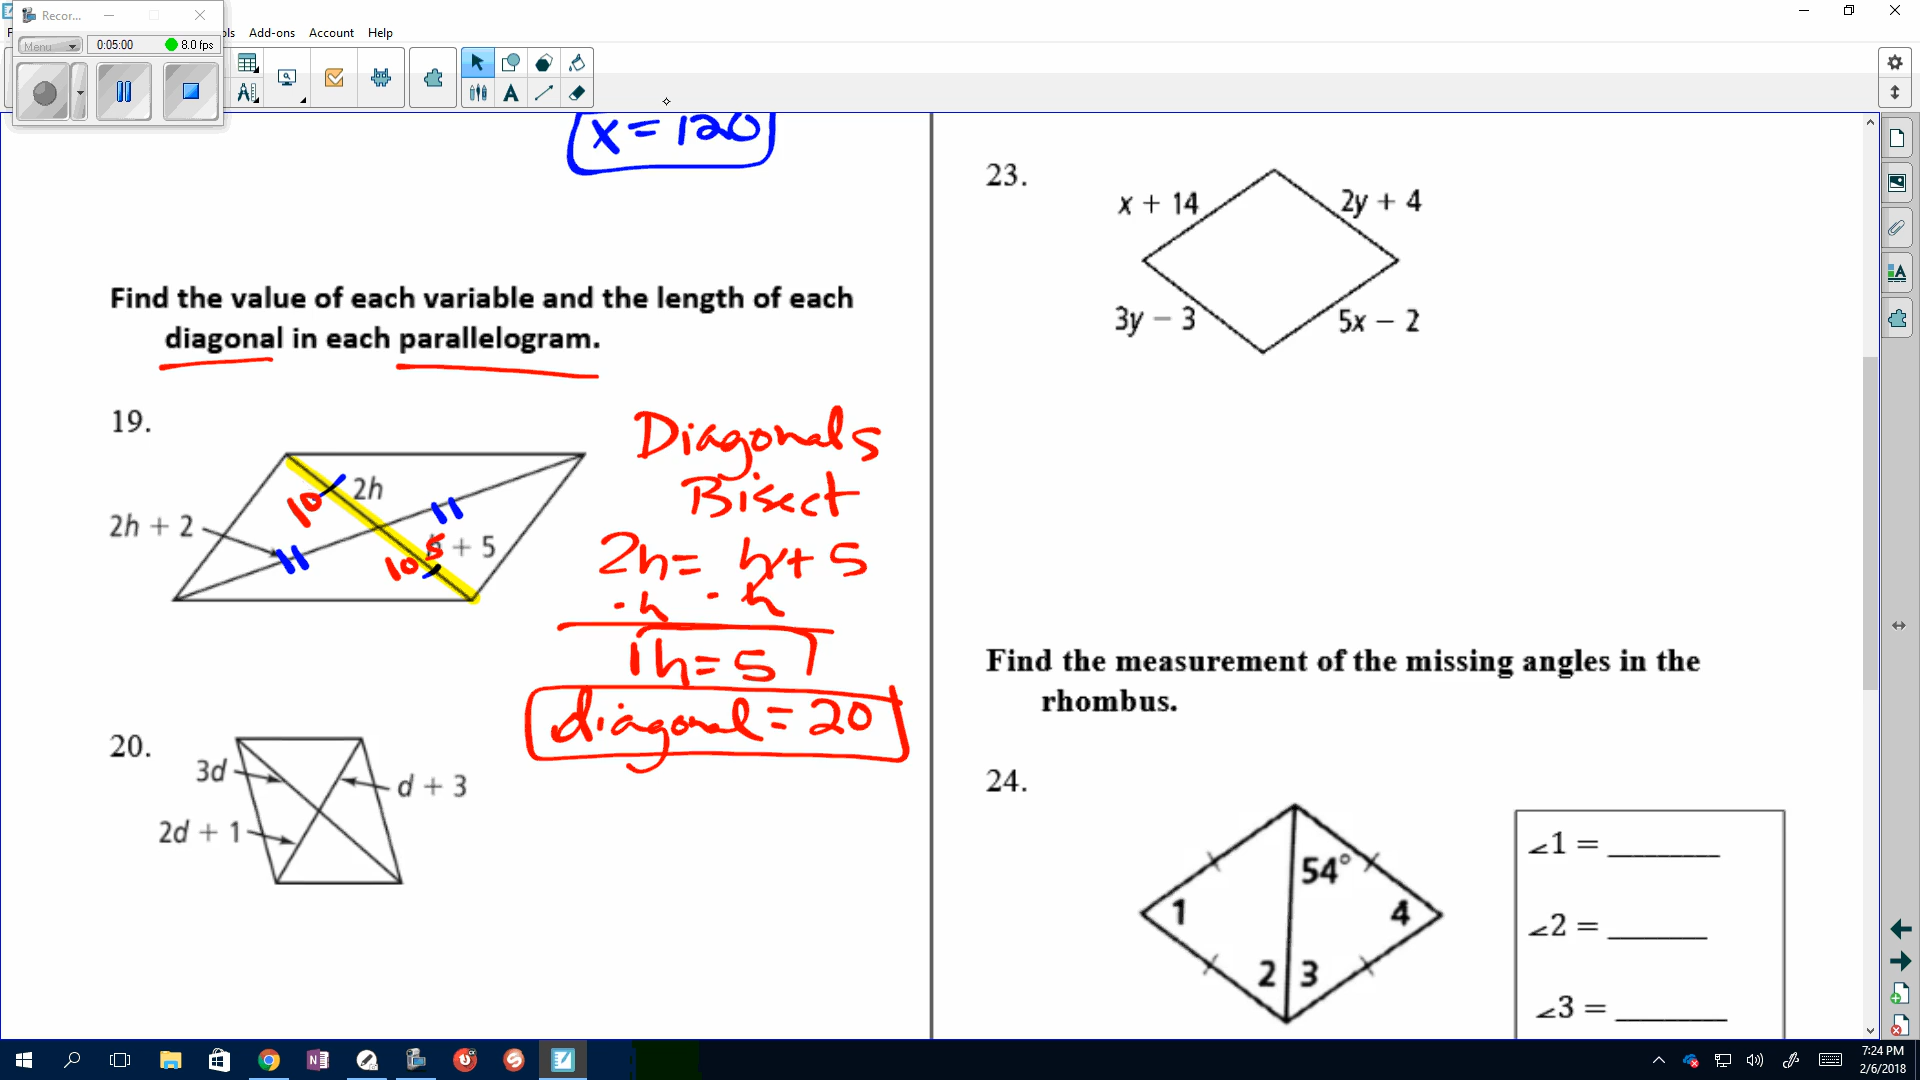 Recor...
Menu
0:05:00
8.0 fps
ols
Add-ons
Account
Help
x = 120
Find the value of each variable and the length of each
diagonal in each parallelogram.
19.
2h
2h + 2
+ 5
10
10
5
Diagonals
Bisect
2h = h + 5
-h -h
1h = 5
diagonal = 20
20.
3d
d + 3
2d + 1
23.
x + 14
2y + 4
3y − 3
5x − 2
Find the measurement of the missing angles in the
rhombus.
24.
54°
1
4
2
3
∠1 = ________
∠2 = _______
∠3 = ________
7:24 PM
2/6/2018